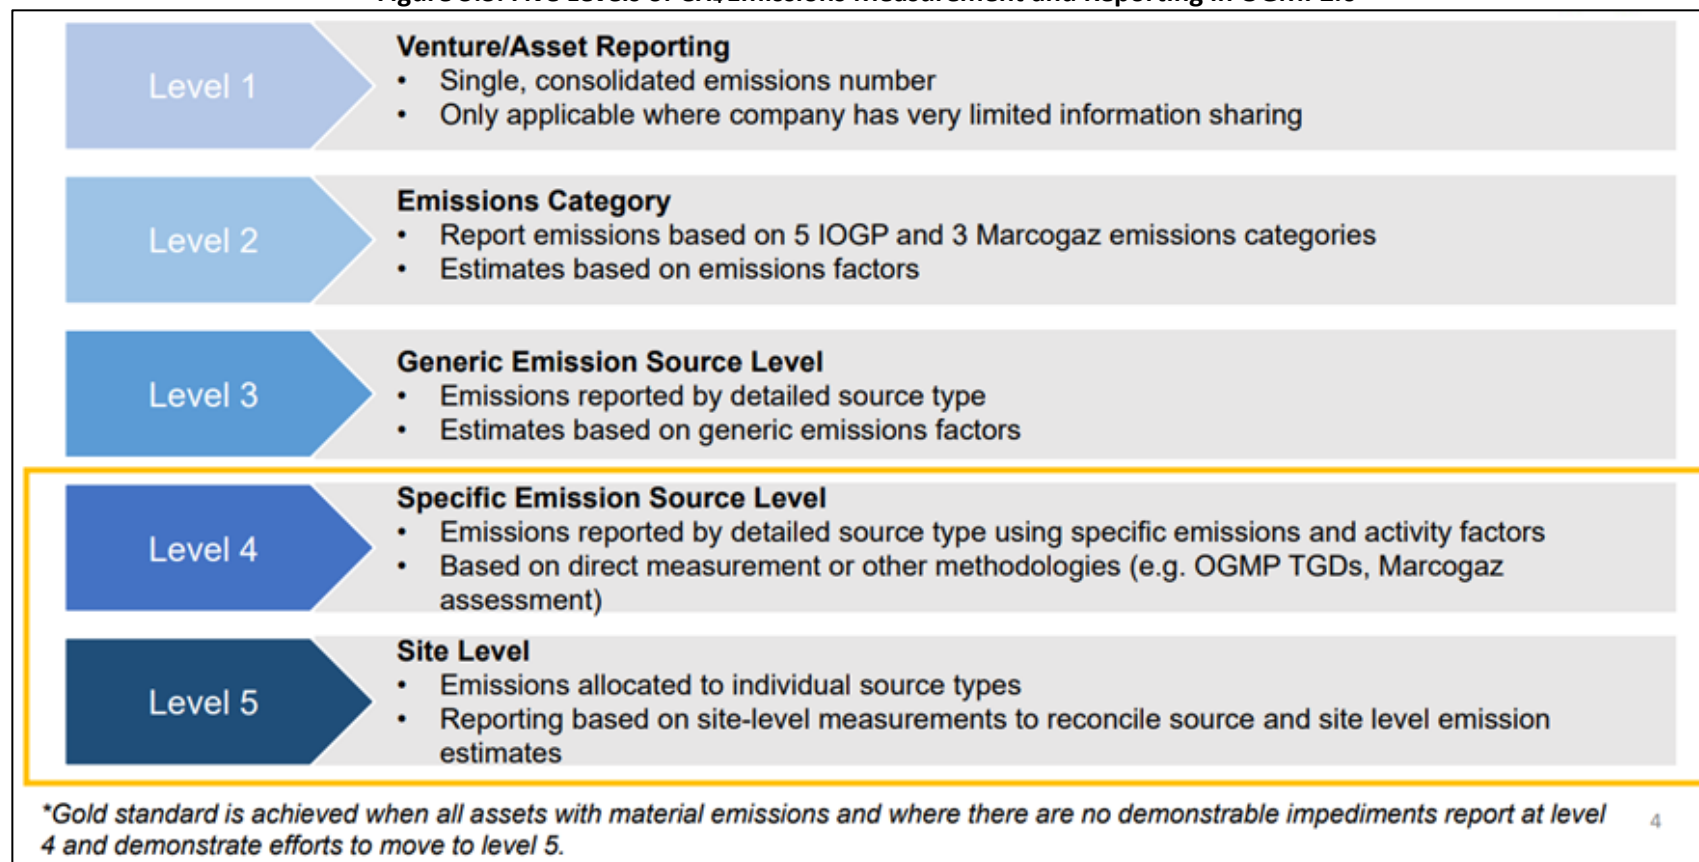 Level 1
Venture/Asset Reporting
• Single, consolidated emissions number
• Only applicable where company has very limited information sharing
Level 2
Emissions Category
• Report emissions based on 5 IOGP and 3 Marcogaz emissions categories
• Estimates based on emissions factors
Level 3
Generic Emission Source Level
• Emissions reported by detailed source type
• Estimates based on generic emissions factors
Level 4
Specific Emission Source Level
• Emissions reported by detailed source type using specific emissions and activity factors
• Based on direct measurement or other methodologies (e.g. OGMP TGDs, Marcogaz
assessment)
Level 5
Site Level
• Emissions allocated to individual source types
• Reporting based on site-level measurements to reconcile source and site level emission
estimates
*Gold standard is achieved when all assets with material emissions and where there are no demonstrable impediments report at level
4 and demonstrate efforts to move to level 5.
4